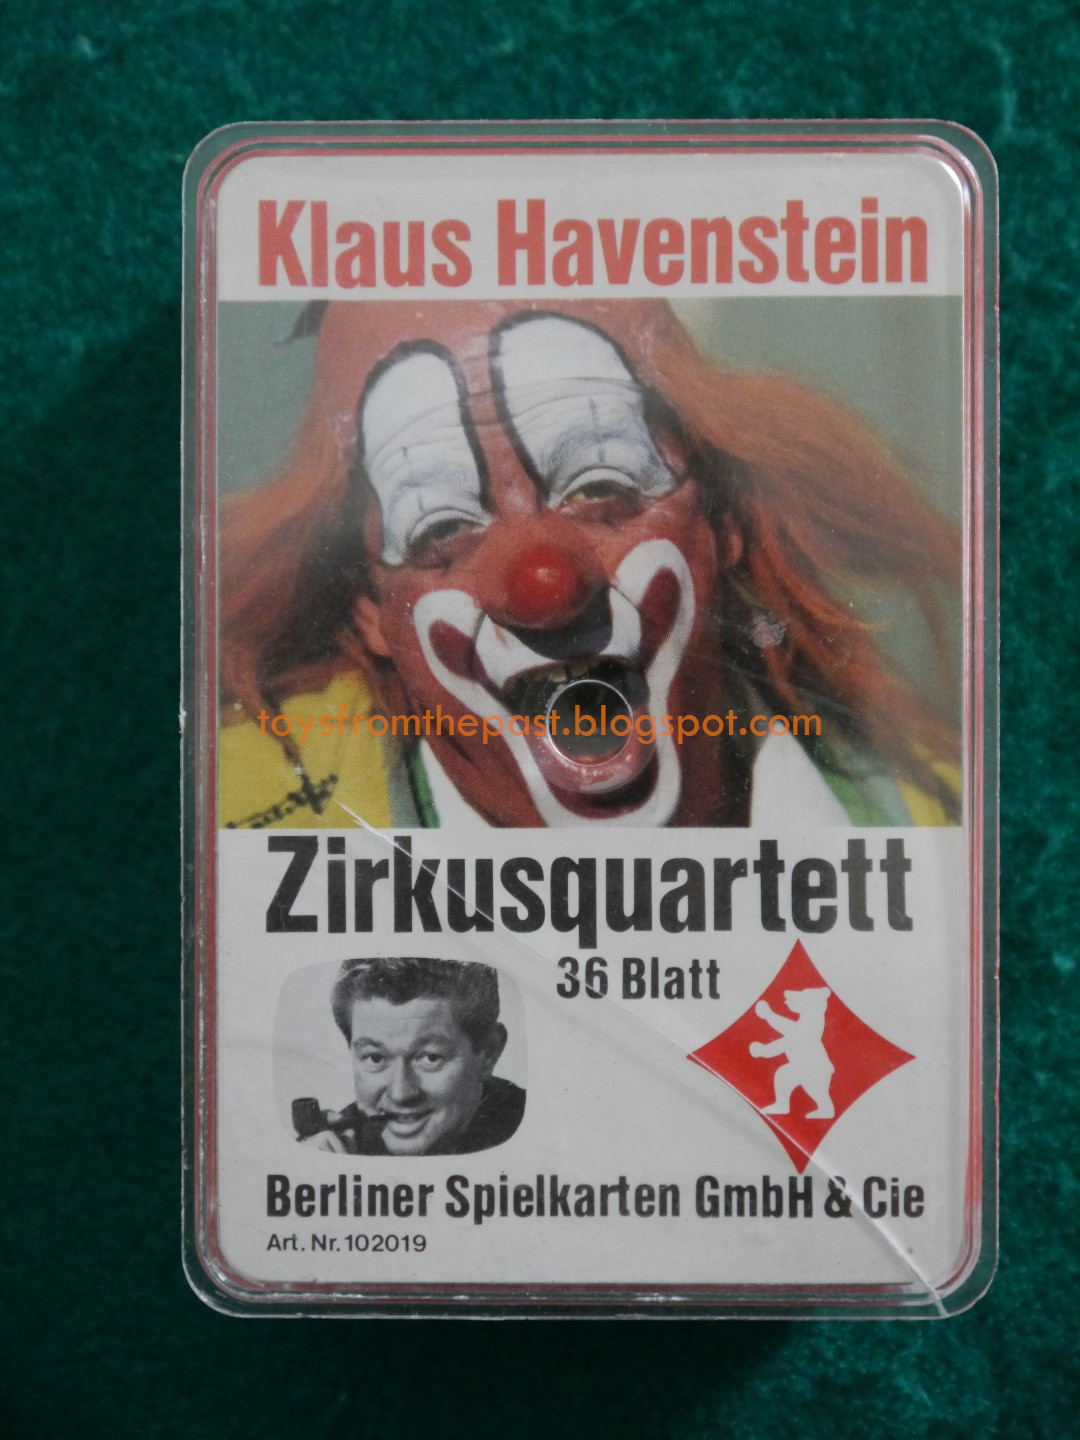 Klaus Havenstein
toysfromthepast.blogspot.com
Zirkusquartett
36 Blatt
Berliner Spielkarten GmbH & Cie
Art. Nr. 102019